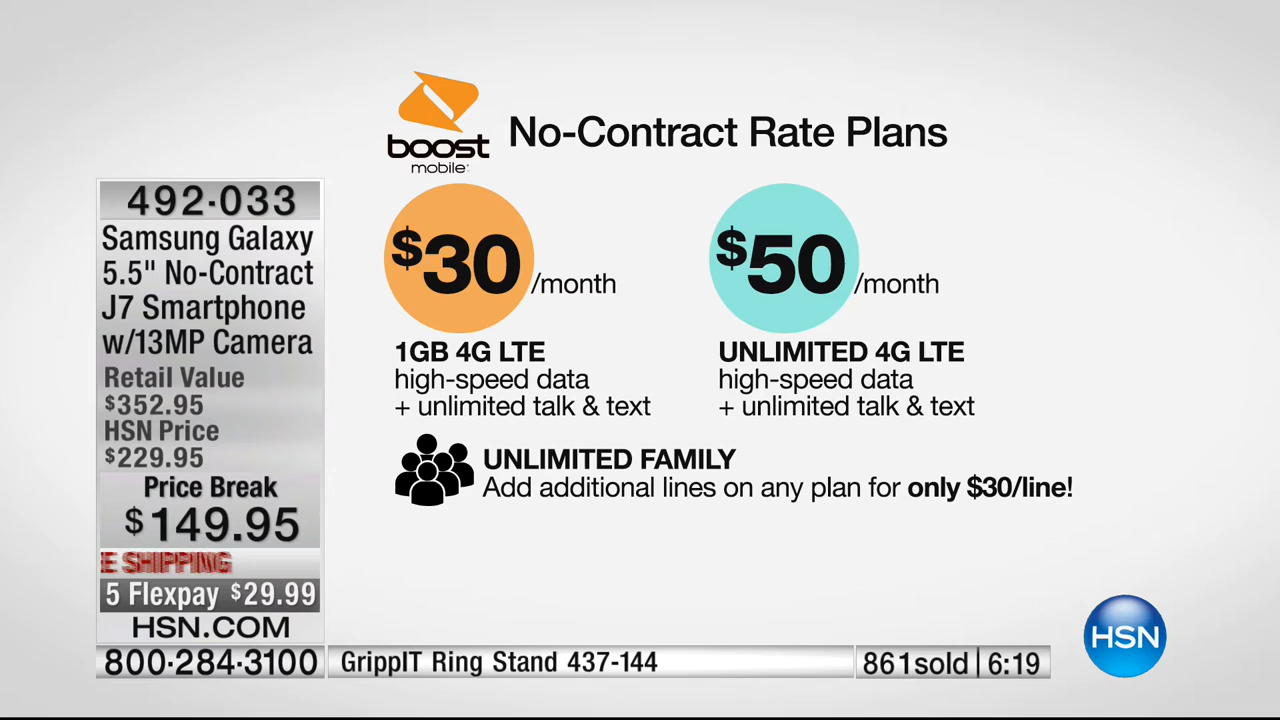 boost
mobile
No-Contract Rate Plans
492·033
Samsung Galaxy
5.5" No-Contract
J7 Smartphone
w/13MP Camera
Retail Value
$352.95
HSN Price
$229.95
Price Break
$149.95
E SHIPPING
5 Flexpay $29.99
HSN.COM
800·284·3100
$30/month
1GB 4G LTE
high-speed data
+ unlimited talk & text
$50/month
UNLIMITED 4G LTE
high-speed data
+ unlimited talk & text
UNLIMITED FAMILY
Add additional lines on any plan for only $30/line!
HSN
GrippIT Ring Stand 437-144
861sold | 6:19